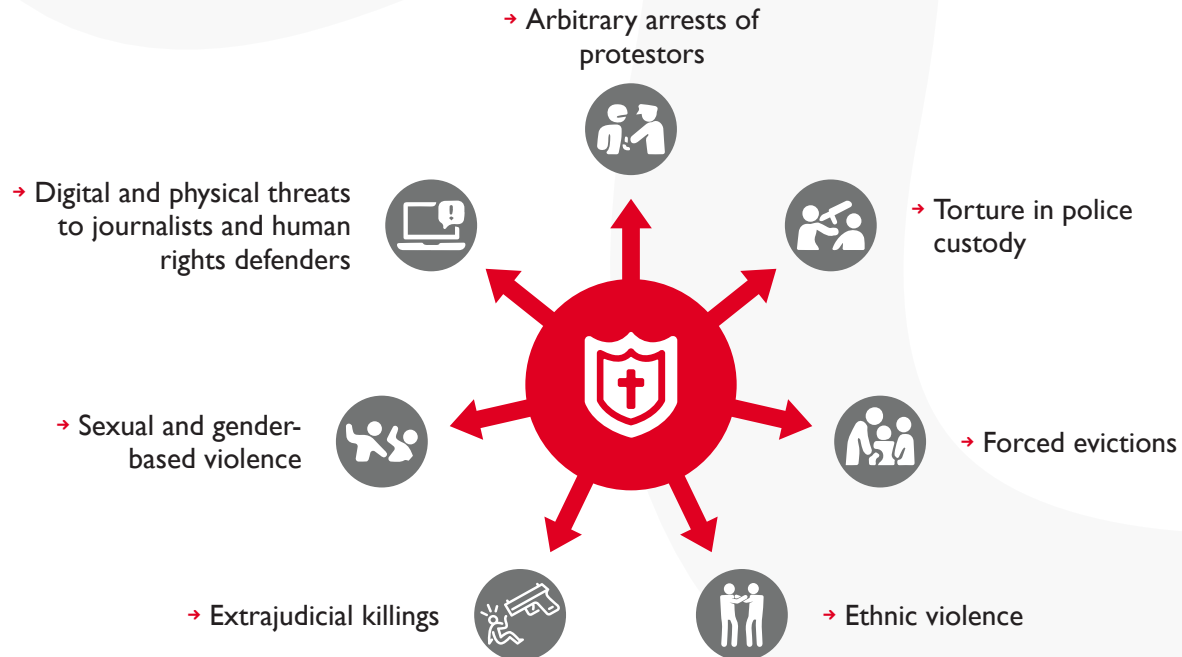 → Arbitrary arrests of
protestors
→ Digital and physical threats
to journalists and human
rights defenders
→ Torture in police
custody
→ Sexual and gender-
based violence
→ Forced evictions
→ Extrajudicial killings
→ Ethnic violence